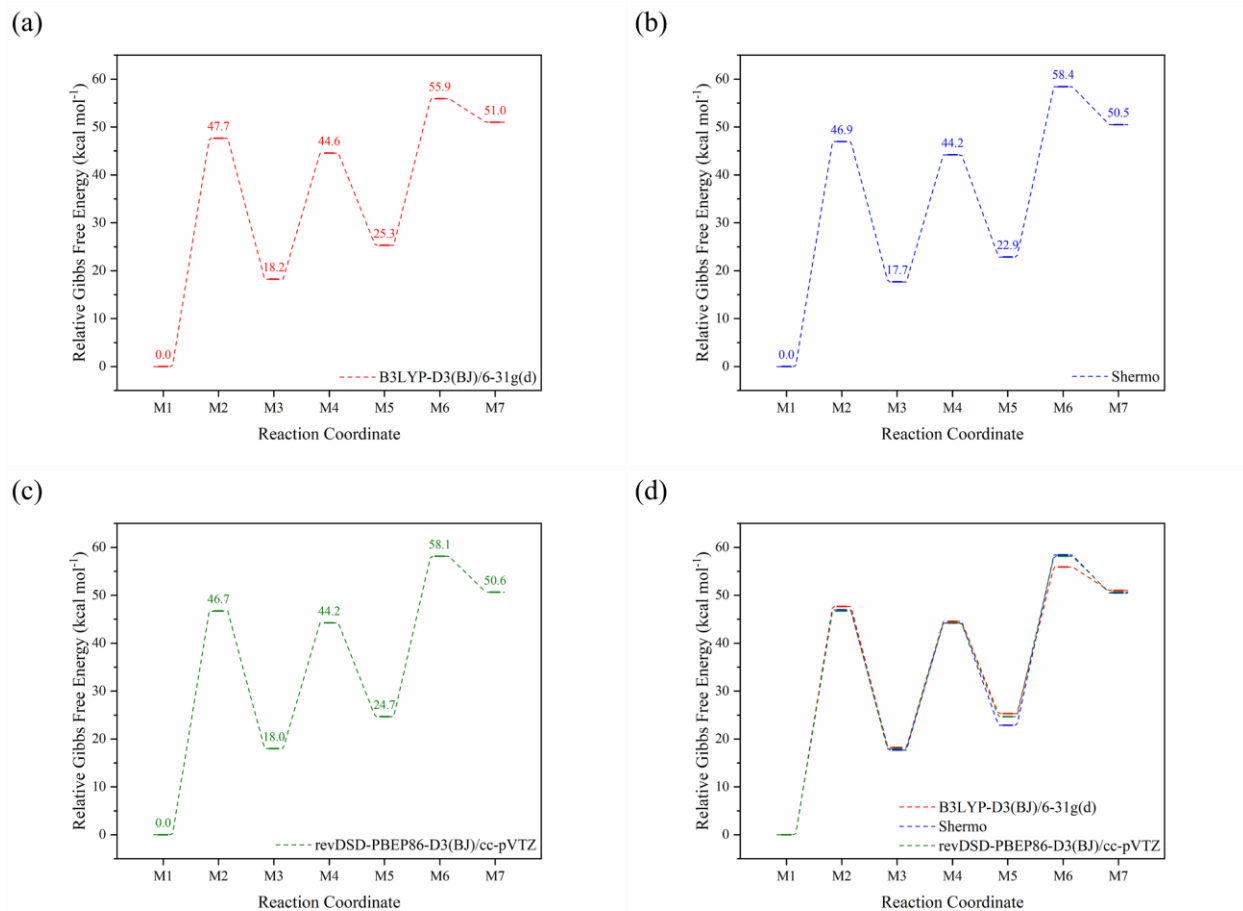 (a)
Relative Gibbs Free Energy (kcal mol⁻¹)
60
50
40
30
20
10
0
0.0
47.7
18.2
44.6
25.3
55.9
51.0
B3LYP-D3(BJ)/6-31g(d)
M1 M2 M3 M4 M5 M6 M7
Reaction Coordinate
(b)
Relative Gibbs Free Energy (kcal mol⁻¹)
60
50
40
30
20
10
0
0.0
46.9
17.7
44.2
22.9
58.4
50.5
Shermo
M1 M2 M3 M4 M5 M6 M7
Reaction Coordinate
(c)
Relative Gibbs Free Energy (kcal mol⁻¹)
60
50
40
30
20
10
0
0.0
46.7
18.0
44.2
24.7
58.1
50.6
revDSD-PBEP86-D3(BJ)/cc-pVTZ
M1 M2 M3 M4 M5 M6 M7
Reaction Coordinate
(d)
Relative Gibbs Free Energy (kcal mol⁻¹)
60
50
40
30
20
10
0
B3LYP-D3(BJ)/6-31g(d)
Shermo
revDSD-PBEP86-D3(BJ)/cc-pVTZ
M1 M2 M3 M4 M5 M6 M7
Reaction Coordinate